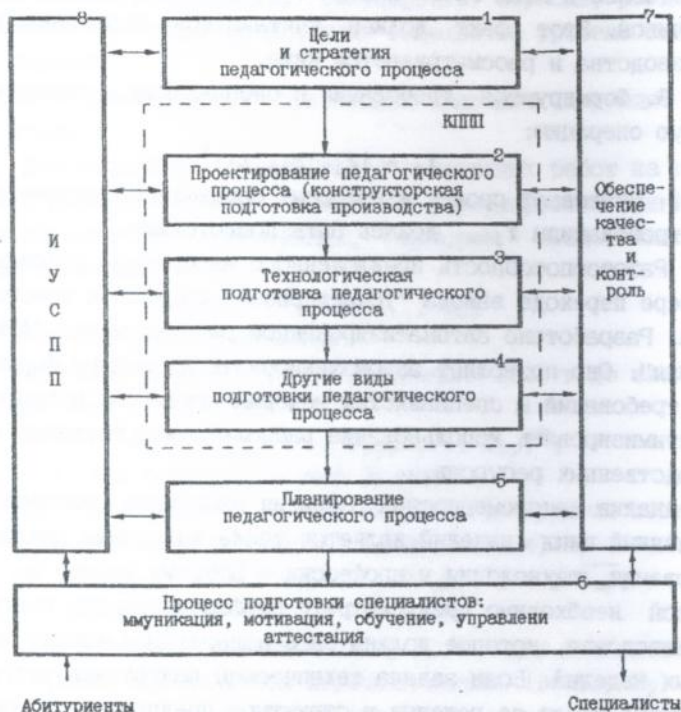 8
1
7
Цели
и стратегия
педагогического процесса
КППП
2
Проектирование педагогического
процесса (конструкторская
подготовка производства)
Обеспе-
чение
качес-
тва
и
конт-
роль
И
У
С
П
П
3
Технологическая
подготовка педагогического
процесса
4
Другие виды
подготовки педагогического
процесса
5
Планирование
педагогического процесса
6
Процесс подготовки специалистов:
ммуникация, мотивация, обучение, управлени
аттестация
Абитуриенты
Специалисты